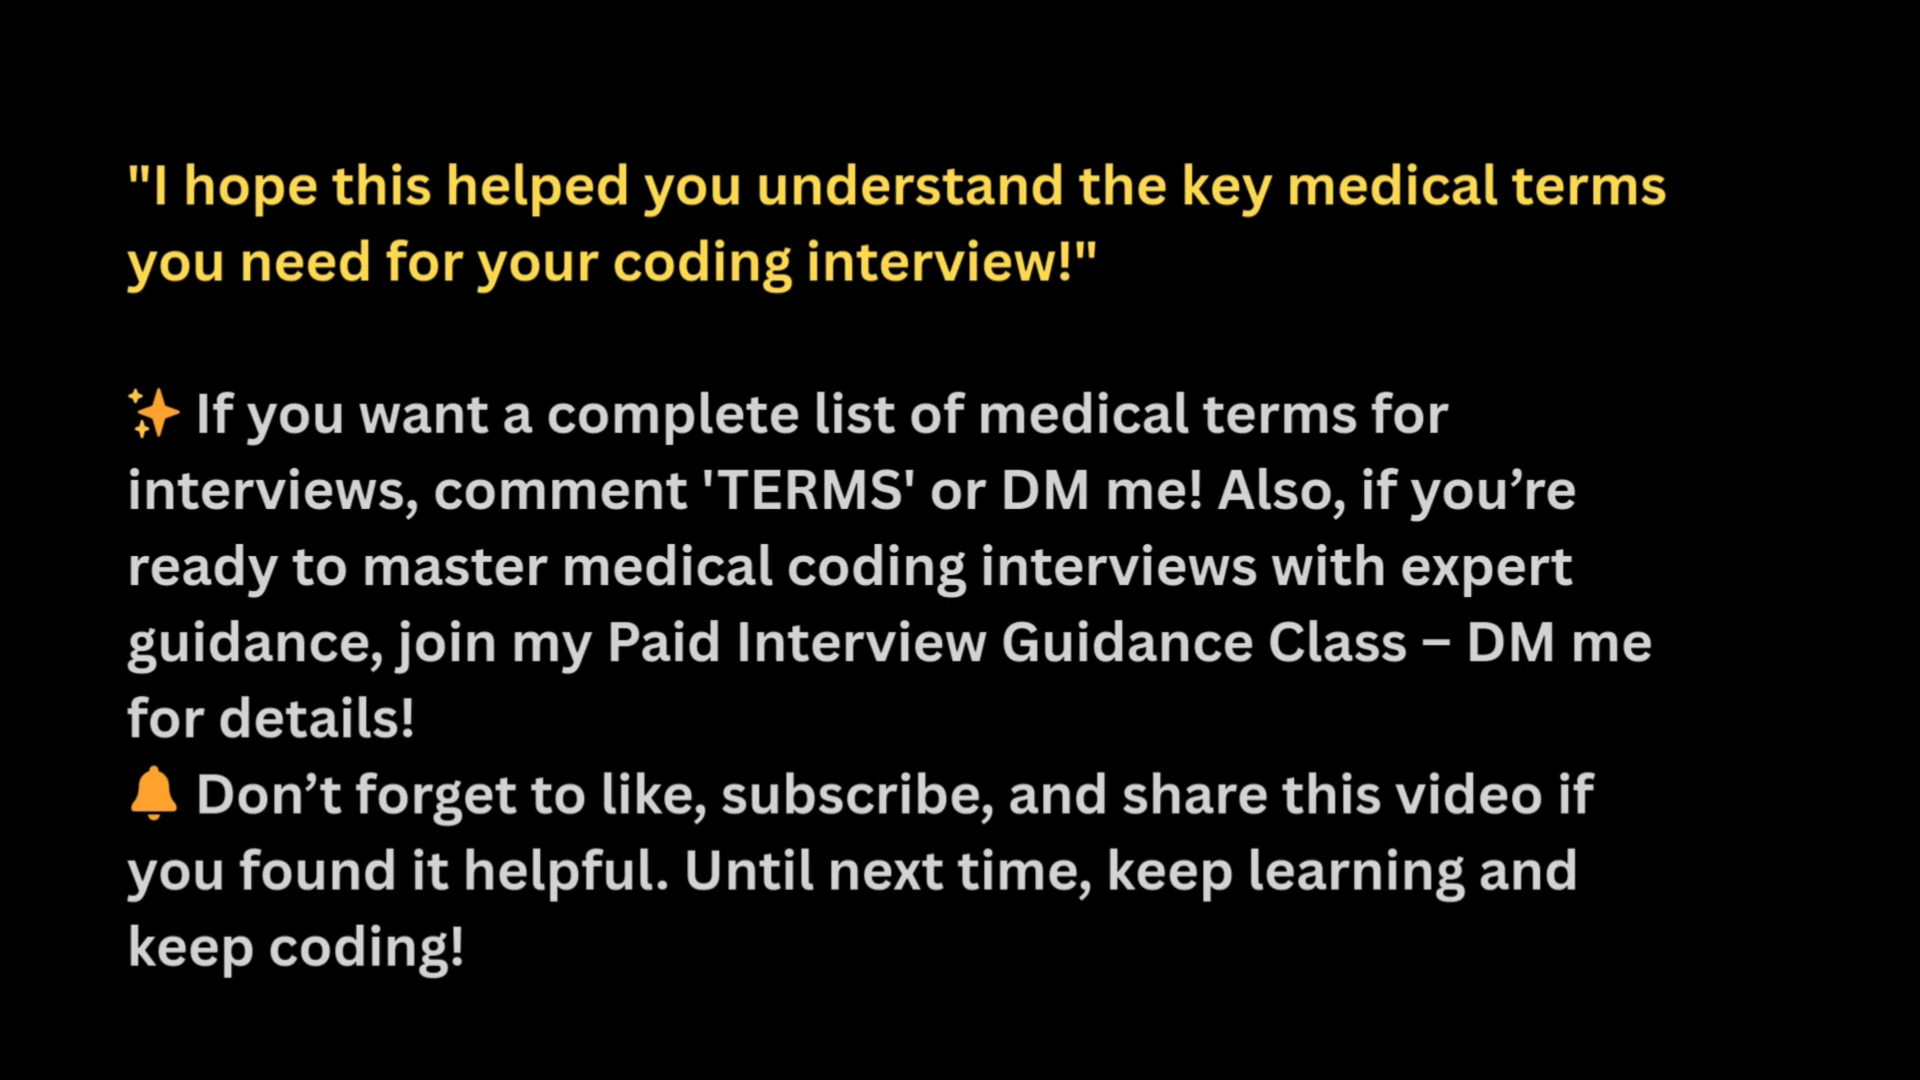 "I hope this helped you understand the key medical terms
you need for your coding interview!"
✨ If you want a complete list of medical terms for
interviews, comment 'TERMS' or DM me! Also, if you’re
ready to master medical coding interviews with expert
guidance, join my Paid Interview Guidance Class – DM me
for details!
🔔 Don’t forget to like, subscribe, and share this video if
you found it helpful. Until next time, keep learning and
keep coding!